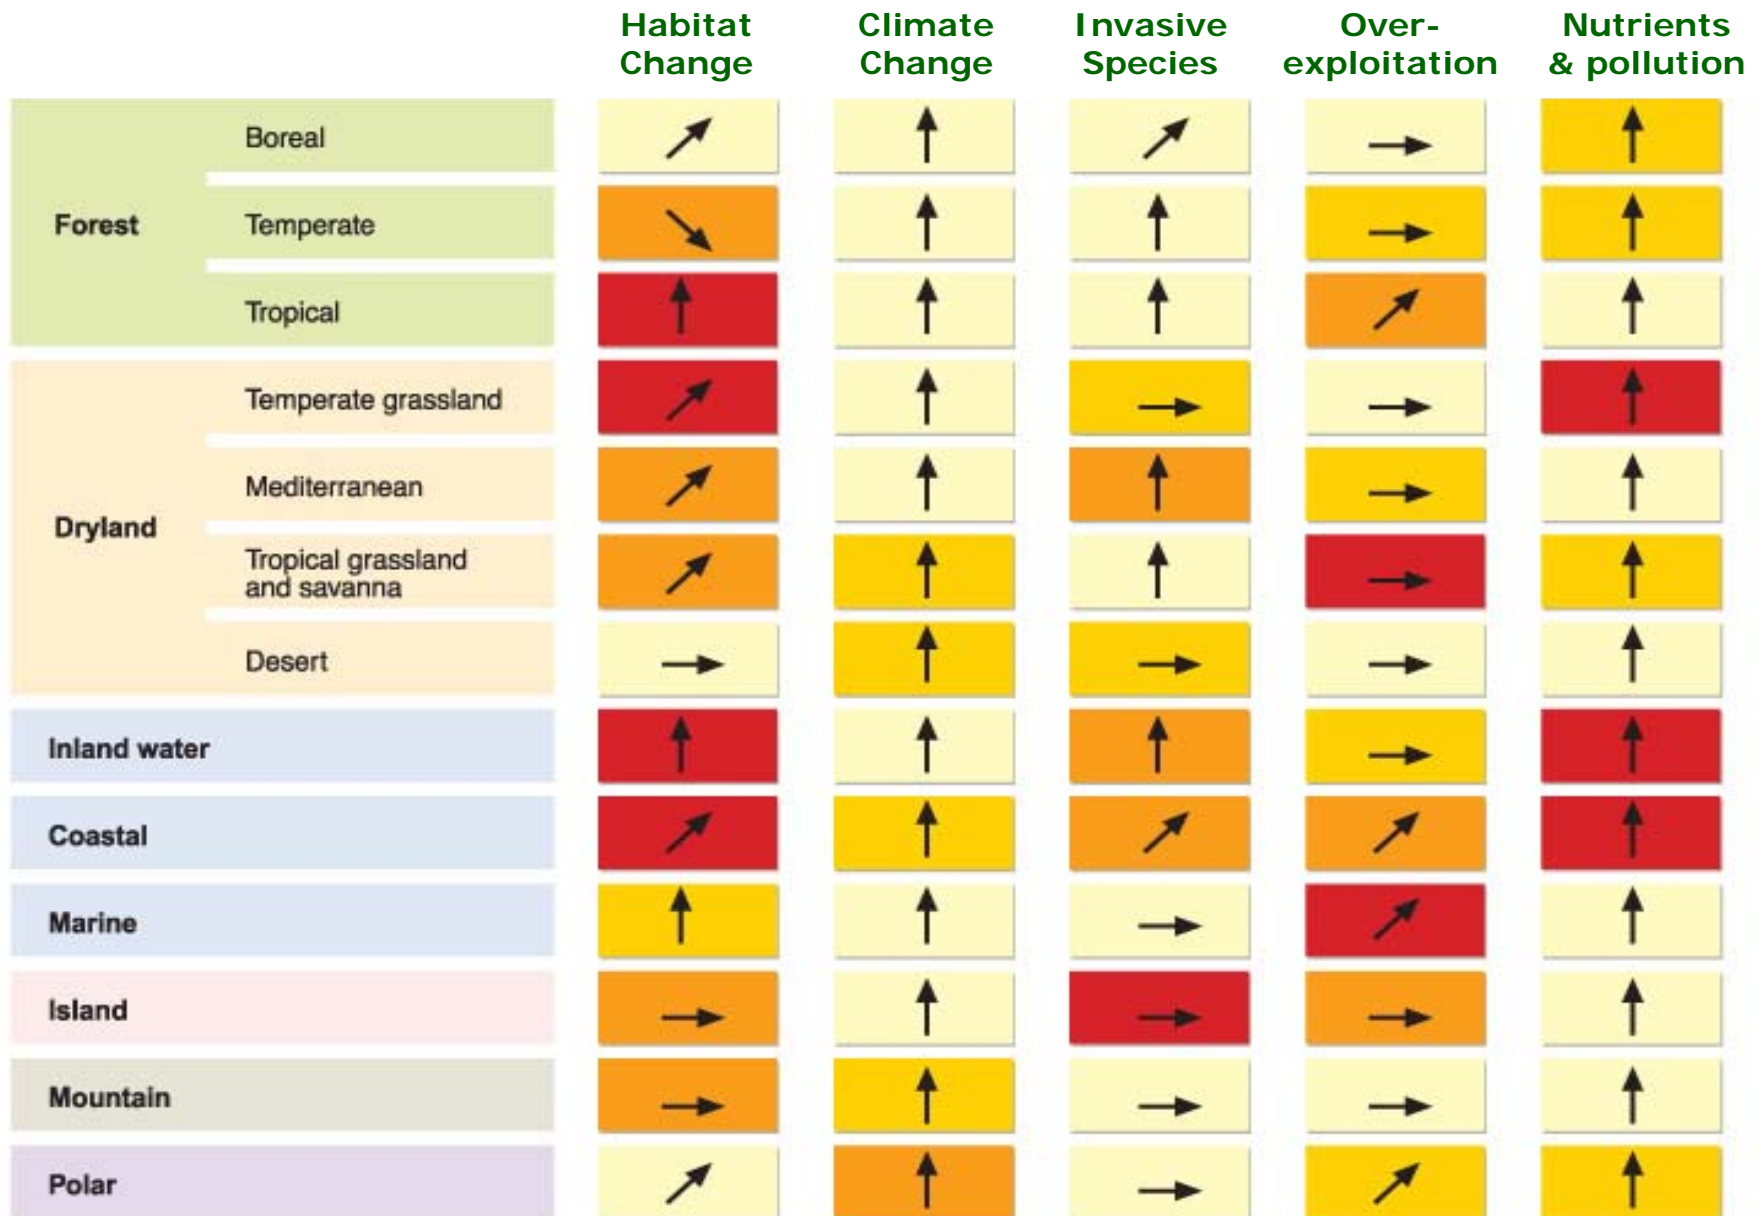 Habitat Change
Climate Change
Invasive Species
Over-exploitation
Nutrients & pollution
Forest
Boreal
Temperate
Tropical
Dryland
Temperate grassland
Mediterranean
Tropical grassland
and savanna
Desert
Inland water
Coastal
Marine
Island
Mountain
Polar